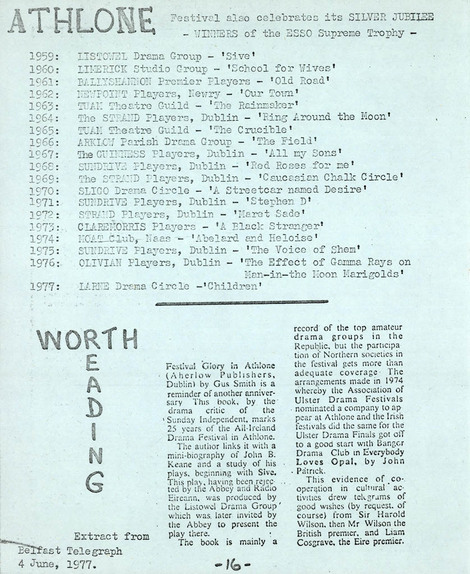 ATHLONE Festival also celebrates its SILVER JUBILEE
- WINNERS of the ESSO Supreme Trophy -
1959: LISTOWEL Drama Group - 'Sive'
1960: LIMERICK Studio Group - 'School for Wives'
1961: BALLYSHANNON Premier Players - 'Old Road'
1962: NEWPOINT Players, Newry - 'Our Town'
1963: TUAM Theatre Guild - 'The Rainmaker'
1964: The STRAND Players, Dublin - 'Ring Around the Moon'
1965: TUAM Theatre Guild - 'The Crucible'
1966: ARKLOW Parish Drama Group - 'The Field'
1967: The GUINNESS Players, Dublin - 'All my Sons'
1968: SUNDRIVE Players, Dublin - 'Red Roses for me'
1969: The STRAND Players, Dublin - 'Caucasian Chalk Circle'
1970: SLIGO Drama Circle - 'A Streetcar named Desire'
1971: SUNDRIVE Players, Dublin - 'Stephen D'
1972: STRAND Players, Dublin - 'Maret Sade'
1973: CLAREMORRIS Players - 'A Black Stranger'
1974: MOAT Club, Naas - 'Abelard and Heloise'
1975: SUNDRIVE Players, Dublin - 'The Voice of Shem'
1976: OLIVIAN Players, Dublin - 'The Effect of Gamma Rays on
Man-in-the Moon Marigolds'
1977: LARNE Drama Circle -'Children'
WORTH
READING
Festival Glory in Athlone
(Aherlow Publishers,
Dublin) by Gus Smith is a
reminder of another anniver-
sary This book, by the
drama critic of the
Sunday Independent, marks
25 years of the All-Ireland
Drama Festival in Athlone.
The author links it with a
mini-biography of John B.
Keane and a study of his
plays, beginning with Sive.
This play, having been rejec-
ted by the Abbey and Radio
Eireann, was produced by
the Listowel Drama Group
which was later invited by
the Abbey to present the
play there.
The book is mainly a
record of the top amateur
drama groups in the
Republic, but the participa
tion of Northern societies in
the festival gets more than
adequate coverage The
arrangements made in 1974
whereby the Association of
Ulster Drama Festivals
nominated a company to ap
pear at Athlone and the Irish
festivals did the same for the
Ulster Drama Finals got off
to a good start with Bangor
Drama Club in Everybody
Loves Opal, by John
Patrick.
This evidence of co-
operation in cultural ac-
tivities drew telegrams of
good wishes (by request, of
course) from Sir Harold
Wilson, then Mr Wilson the
British premier, and Liam
Cosgrave, the Eire premier.
Extract from
Belfast Telegraph
4 June, 1977.
-16-